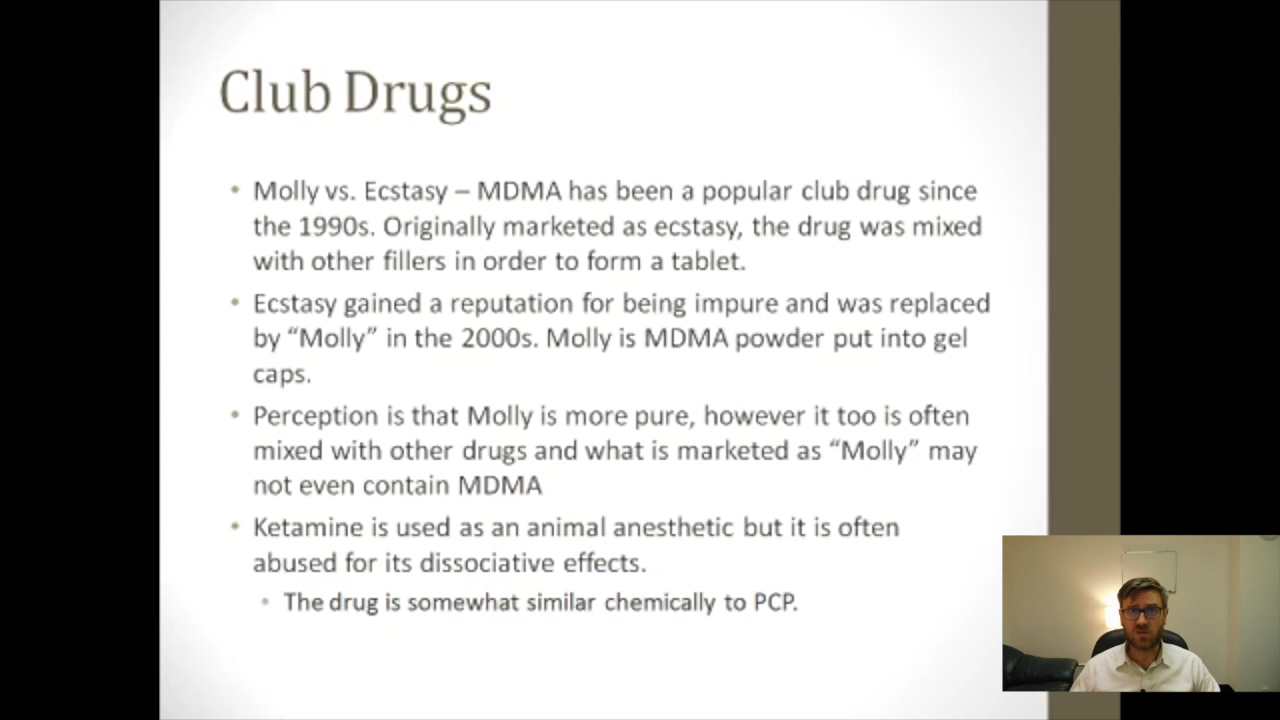 Club Drugs
• Molly vs. Ecstasy – MDMA has been a popular club drug since
the 1990s. Originally marketed as ecstasy, the drug was mixed
with other fillers in order to form a tablet.
• Ecstasy gained a reputation for being impure and was replaced
by “Molly” in the 2000s. Molly is MDMA powder put into gel
caps.
• Perception is that Molly is more pure, however it too is often
mixed with other drugs and what is marketed as “Molly” may
not even contain MDMA
• Ketamine is used as an animal anesthetic but it is often
abused for its dissociative effects.
• The drug is somewhat similar chemically to PCP.